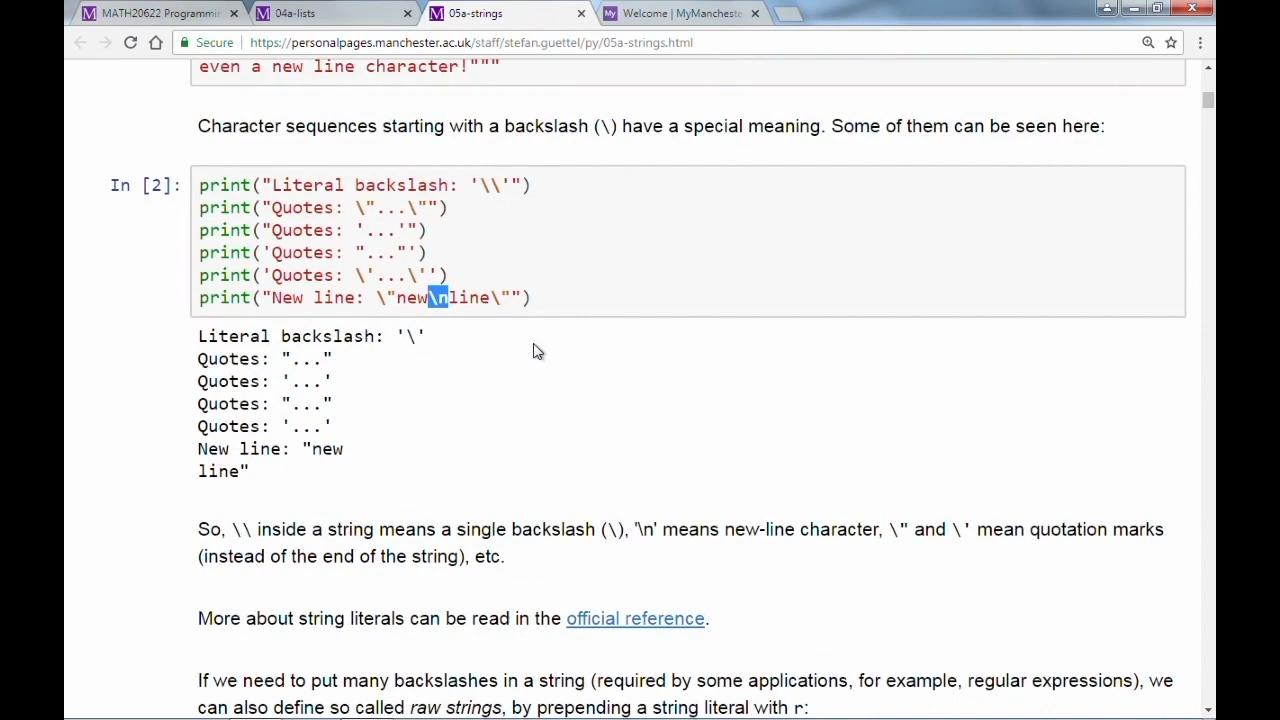 MATH20622 Programmin
04a-lists
05a-strings
Welcome | MyMancheste
Secure
https://personalpages.manchester.ac.uk/staff/stefan.guettel/py/05a-strings.html
even a new line character!"""
Character sequences starting with a backslash (\) have a special meaning. Some of them can be seen here:
In [2]:
print("Literal backslash: '\\'")
print("Quotes: \"...\"")
print("Quotes: '...'")
print('Quotes: "..."')
print('Quotes: \'...\'')
print("New line: \"new\nline\"")
Literal backslash: '\'
Quotes: "..."
Quotes: '...'
Quotes: "..."
Quotes: '...'
New line: "new
line"
So, \\ inside a string means a single backslash (\), '\n' means new-line character, \" and \' mean quotation marks
(instead of the end of the string), etc.
More about string literals can be read in the official reference.
If we need to put many backslashes in a string (required by some applications, for example, regular expressions), we
can also define so called raw strings, by prepending a string literal with r: